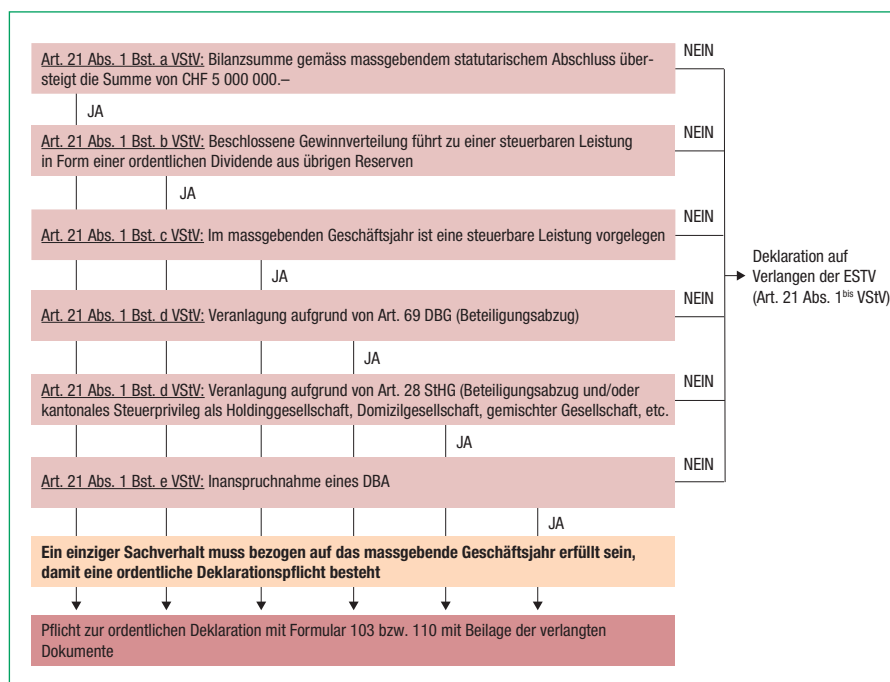 Art. 21 Abs. 1 Bst. a VStV: Bilanzsumme gemäss massgebendem statutarischem Abschluss über-
steigt die Summe von CHF 5 000 000.–
NEIN
JA
Art. 21 Abs. 1 Bst. b VStV: Beschlossene Gewinnverteilung führt zu einer steuerbaren Leistung
in Form einer ordentlichen Dividende aus übrigen Reserven
NEIN
JA
Art. 21 Abs. 1 Bst. c VStV: Im massgebenden Geschäftsjahr ist eine steuerbare Leistung vorgelegen
NEIN
JA
Deklaration auf
Verlangen der ESTV
(Art. 21 Abs. 1bis VStV)
Art. 21 Abs. 1 Bst. d VStV: Veranlagung aufgrund von Art. 69 DBG (Beteiligungsabzug)
NEIN
JA
Art. 21 Abs. 1 Bst. d VStV: Veranlagung aufgrund von Art. 28 StHG (Beteiligungsabzug und/oder
kantonales Steuerprivileg als Holdinggesellschaft, Domizilgesellschaft, gemischter Gesellschaft, etc.
NEIN
JA
Art. 21 Abs. 1 Bst. e VStV: Inanspruchnahme eines DBA
NEIN
JA
Ein einziger Sachverhalt muss bezogen auf das massgebende Geschäftsjahr erfüllt sein,
damit eine ordentliche Deklarationspflicht besteht
Pflicht zur ordentlichen Deklaration mit Formular 103 bzw. 110 mit Beilage der verlangten
Dokumente